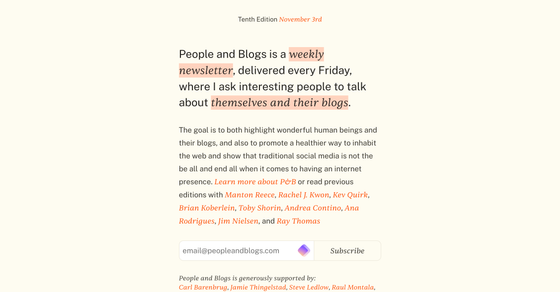 Tenth Edition November 3rd
People and Blogs is a weekly
newsletter, delivered every Friday,
where I ask interesting people to talk
about themselves and their blogs.
The goal is to both highlight wonderful human beings and
their blogs, and also to promote a healthier way to inhabit
the web and show that traditional social media is not the
be all and end all when it comes to having an internet
presence. Learn more about P&B or read previous
editions with Manton Reece, Rachel J. Kwon, Kev Quirk,
Brian Koberlein, Toby Shorin, Andrea Contino, Ana
Rodrigues, Jim Nielsen, and Ray Thomas
email@peopleandblogs.com Subscribe
People and Blogs is generously supported by:
Carl Barenbrug, Jamie Thingelstad, Steve Ledlow, Raul Montala,